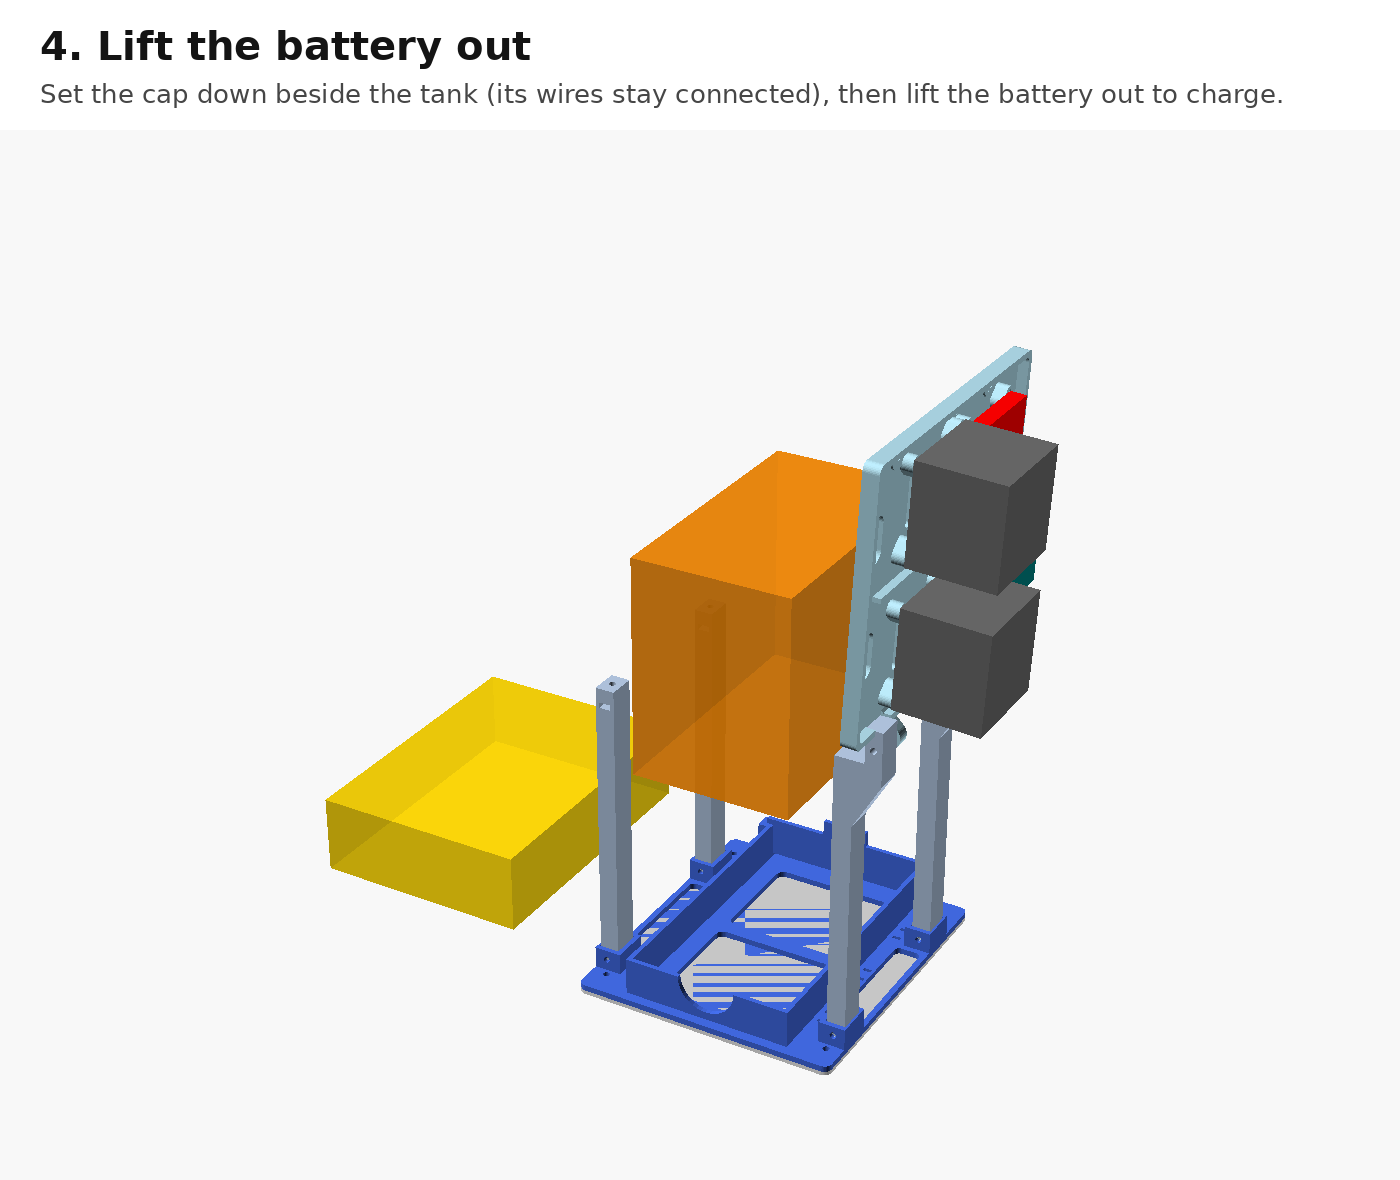 4. Lift the battery out
Set the cap down beside the tank (its wires stay connected), then lift the battery out to charge.